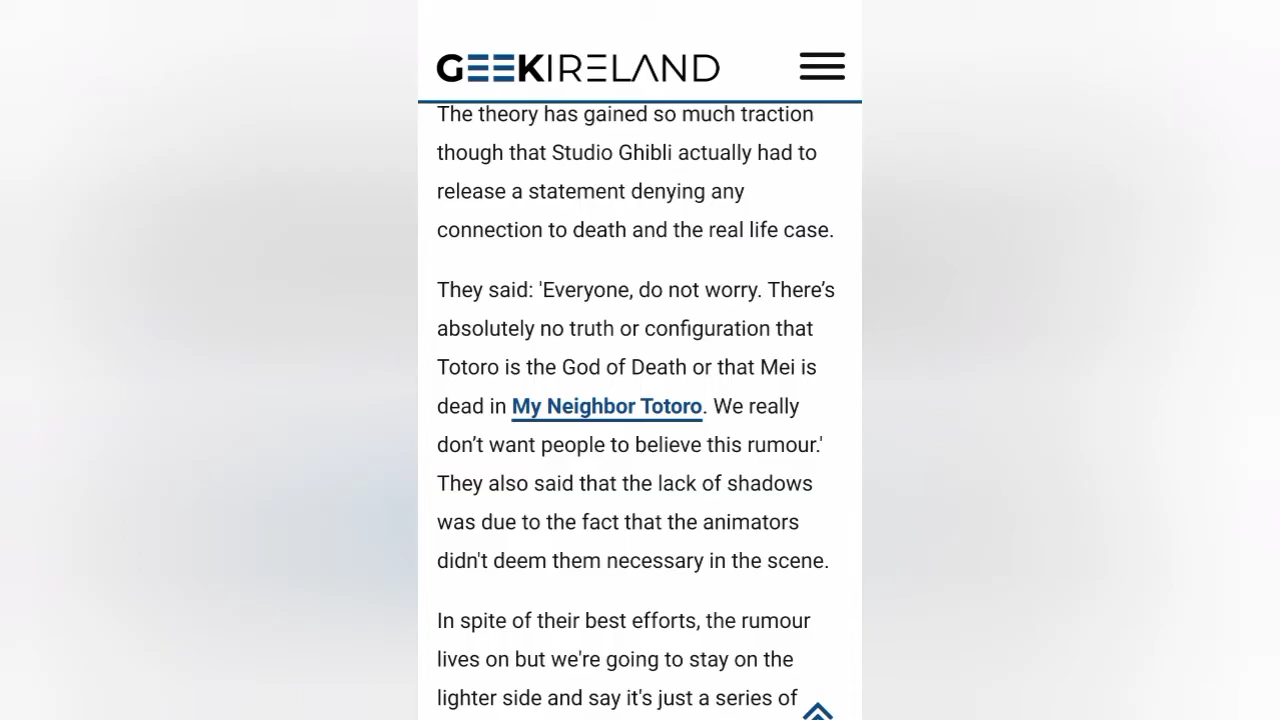 GEEKIRELAND
The theory has gained so much traction
though that Studio Ghibli actually had to
release a statement denying any
connection to death and the real life case.
They said: 'Everyone, do not worry. There’s
absolutely no truth or configuration that
Totoro is the God of Death or that Mei is
dead in My Neighbor Totoro. We really
don’t want people to believe this rumour.'
They also said that the lack of shadows
was due to the fact that the animators
didn't deem them necessary in the scene.
In spite of their best efforts, the rumour
lives on but we're going to stay on the
lighter side and say it's just a series of